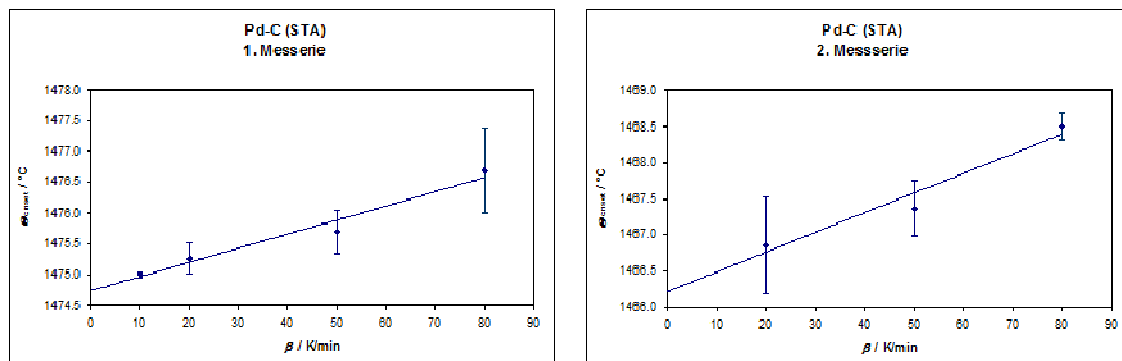 Pd-C (STA)
1. Messerie
1478.0
1477.5
1477.0
1476.5
1476.0
1475.5
1475.0
1474.5
ϑonset / °C
0 10 20 30 40 50 60 70 80 90
β / K/min
Pd-C (STA)
2. Messserie
1469.0
1468.5
1468.0
1467.5
1467.0
1466.5
1466.0
ϑonset / °C
0 10 20 30 40 50 60 70 80 90
β / K/min